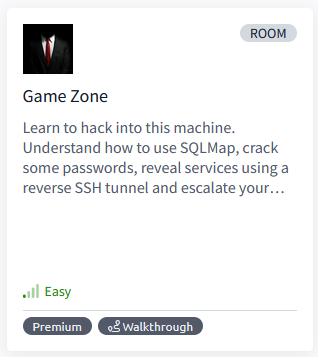 ROOM
Game Zone
Learn to hack into this machine.
Understand how to use SQLMap, crack
some passwords, reveal services using a
reverse SSH tunnel and escalate your…
Easy
Premium
Walkthrough